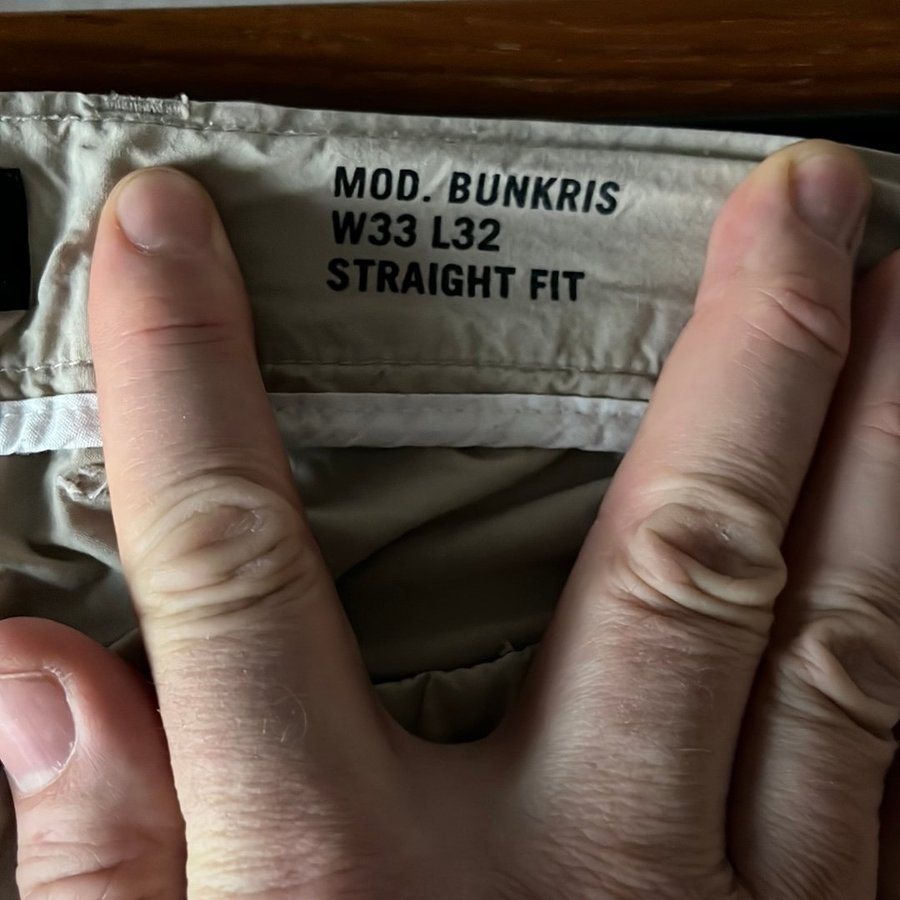 MOD. BUNKRIS
W33 L32
STRAIGHT FIT